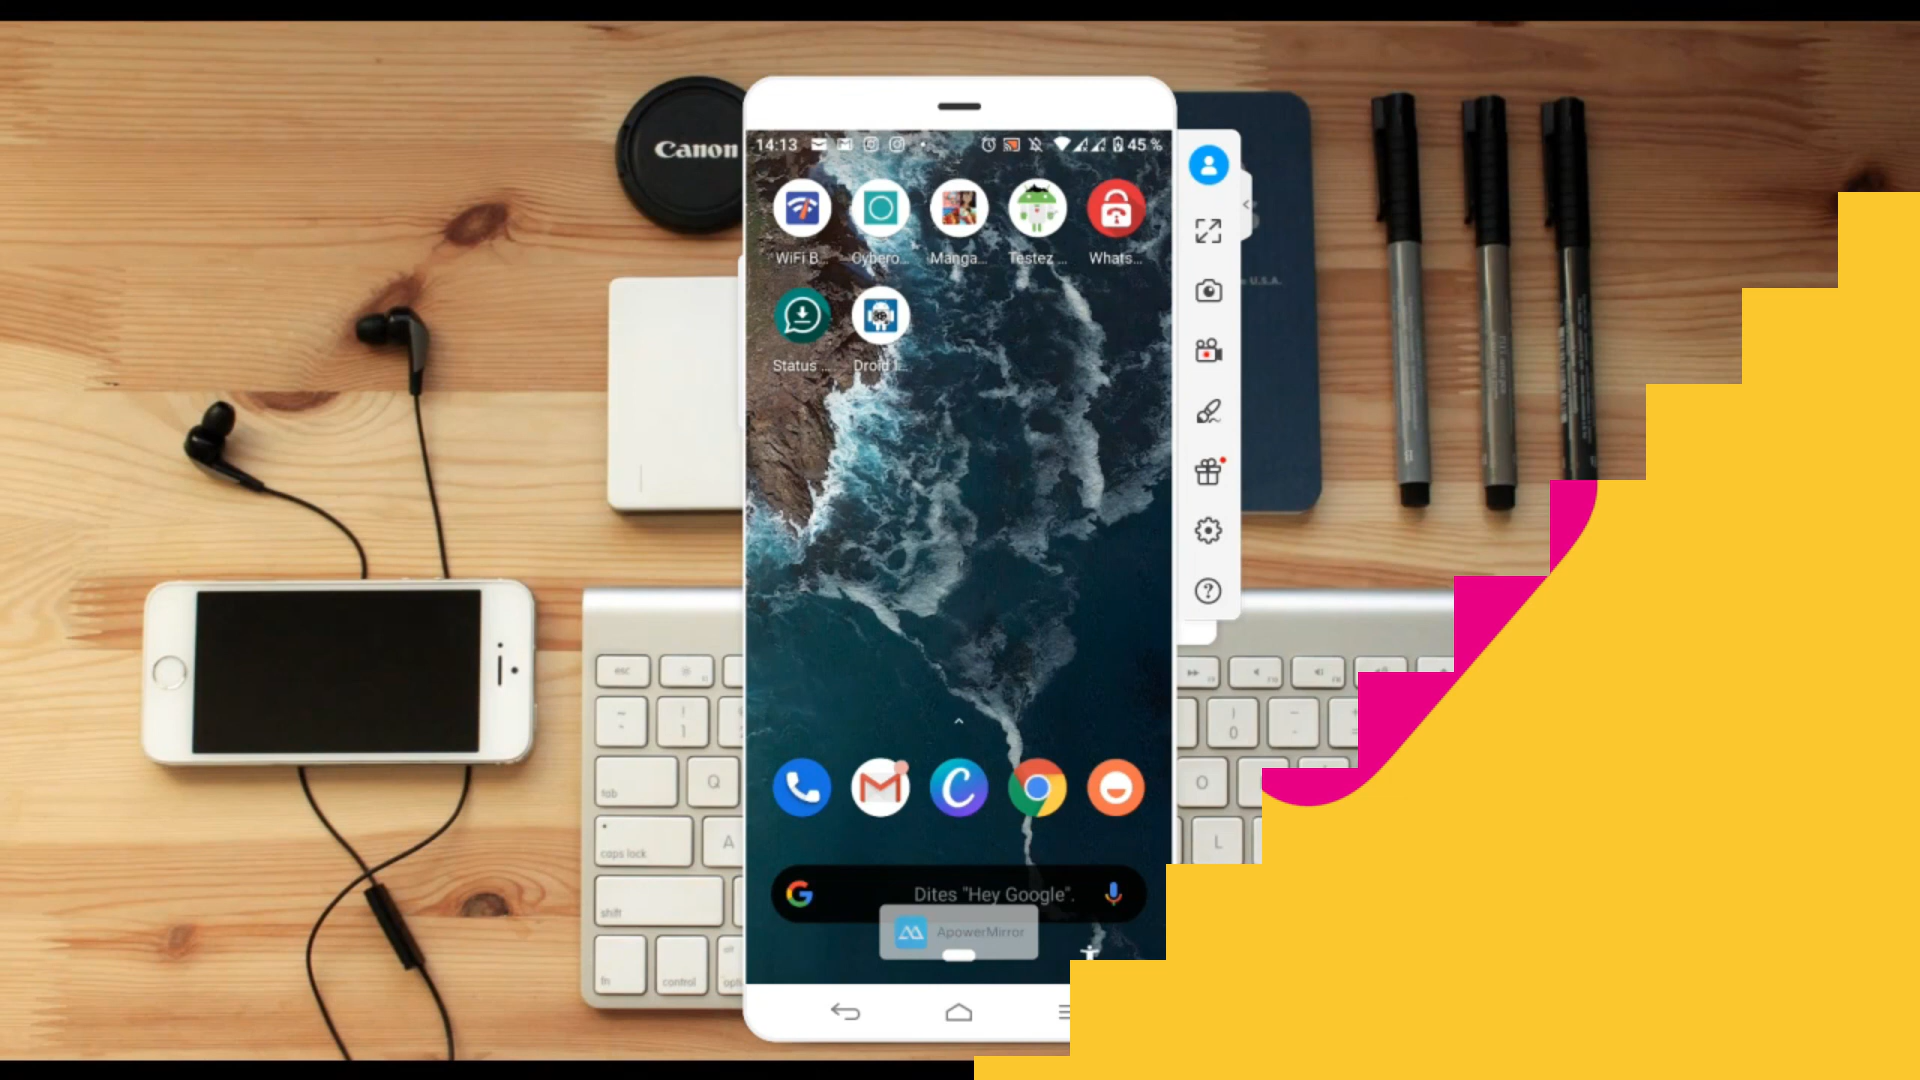 Canon
14:13
45 %
WiFi B...
Cybero...
Manga...
Testez ...
Whats...
Status ...
Droid I...
U.S.A.
esc
tab
Q
caps lock
A
shift
fn
control
O
L
Dites "Hey Google".
ApowerMirror